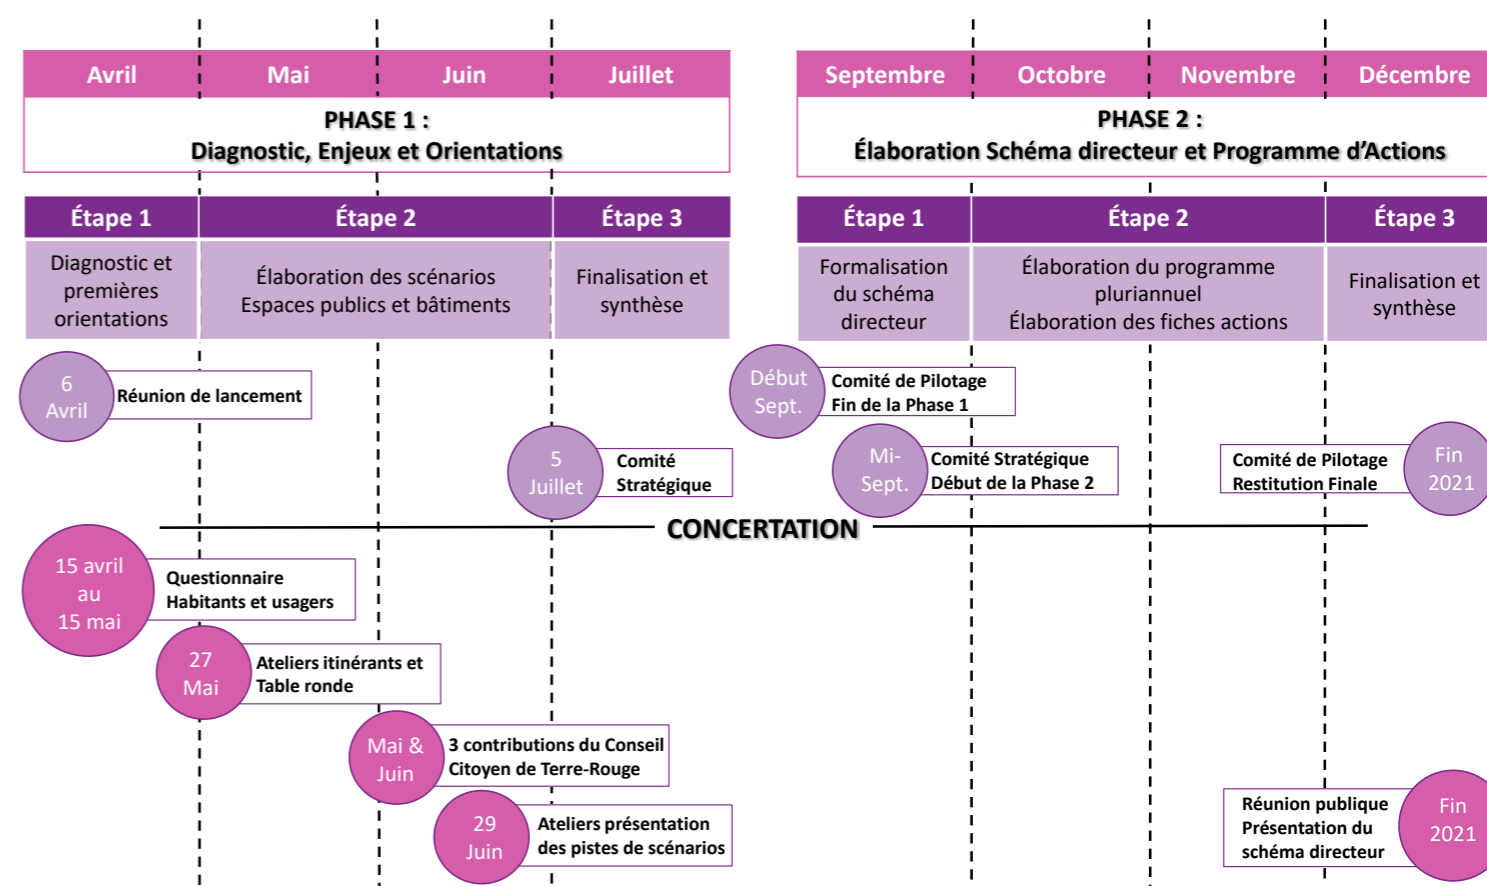 Avril
Mai
Juin
Juillet
PHASE 1 :
Diagnostic, Enjeux et Orientations
Étape 1
Étape 2
Étape 3
Diagnostic et
premières
orientations
Élaboration des scénarios
Espaces publics et bâtiments
Finalisation et
synthèse
Septembre
Octobre
Novembre
Décembre
PHASE 2 :
Élaboration Schéma directeur et Programme d'Actions
Étape 1
Étape 2
Étape 3
Formalisation
du schéma
directeur
Élaboration du programme
pluriannuel
Élaboration des fiches actions
Finalisation et
synthèse
6
Avril
Réunion de lancement
5
Juillet
Comité
Stratégique
Début
Sept.
Comité de Pilotage
Fin de la Phase 1
Mi-
Sept.
Comité Stratégique
Début de la Phase 2
Comité de Pilotage
Restitution Finale
Fin
2021
CONCERTATION
15 avril
au
15 mai
Questionnaire
Habitants et usagers
27
Mai
Ateliers itinérants et
Table ronde
Mai &
Juin
3 contributions du Conseil
Citoyen de Terre-Rouge
29
Juin
Ateliers présentation
des pistes de scénarios
Réunion publique
Présentation du
schéma directeur
Fin
2021